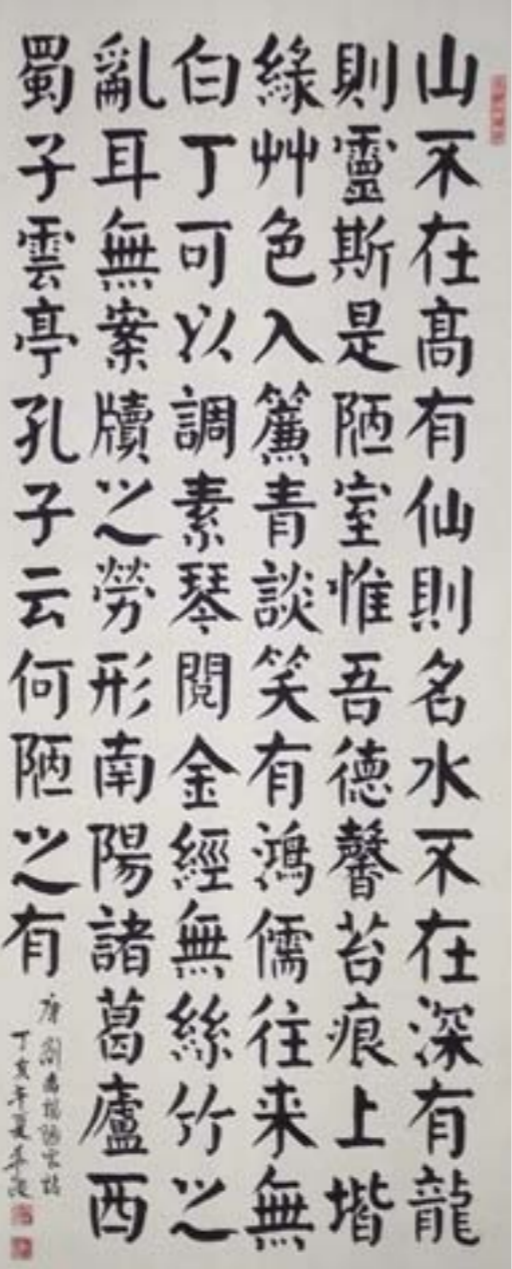 山不在髙有仙則名水不在深有龍
則靈斯是陋室惟吾德馨苔痕上堦
綠艸色入簾青談笑有鴻儒往来無
白丁可以調素琴閱金經無絲竹之
亂耳無案牘之勞形南陽諸葛廬西
蜀子雲亭孔子云何陋之有
唐劉禹錫陋室銘
丁亥年夏